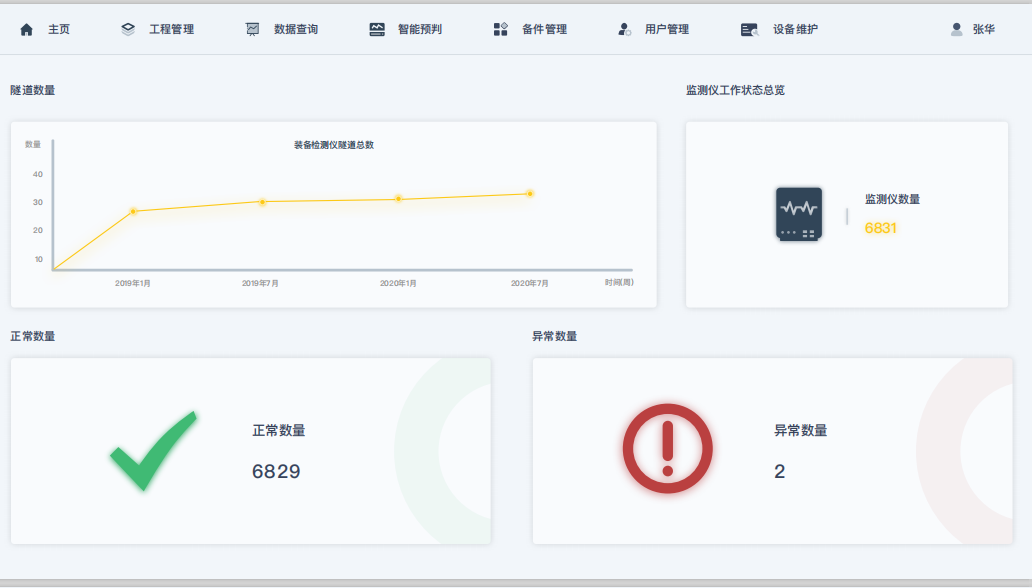 主页 工程管理 数据查询 智能预判 备件管理 用户管理 设备维护 张华
隧道数量 监测仪工作状态总览
数量 装备检测仪隧道总数
40
30
20
10
2019年1月 2019年7月 2020年1月 2020年7月 时间(周)
监测仪数量
6831
正常数量 异常数量
正常数量
6829
异常数量
2